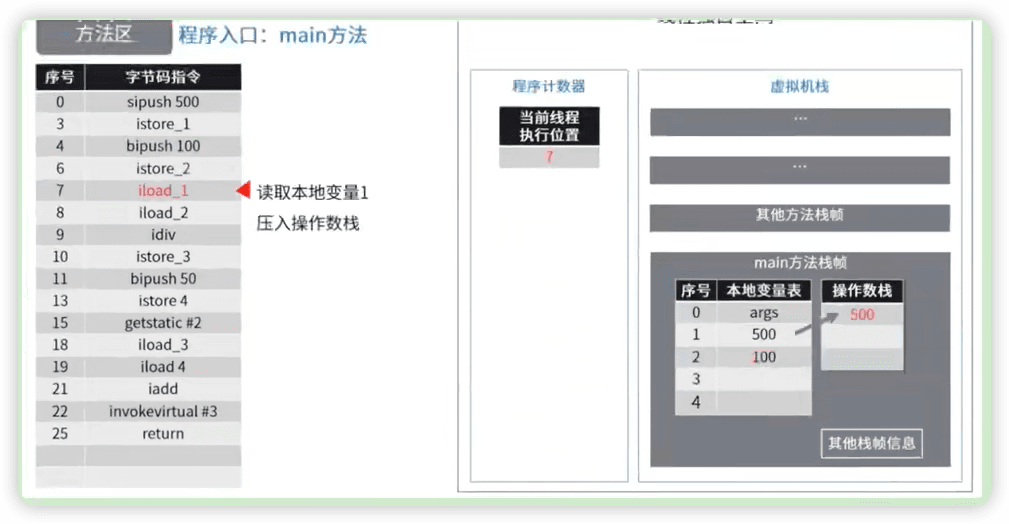 方法区
程序入口：main方法
序号 字节码指令
0 sipush 500
3 istore_1
4 bipush 100
6 istore_2
7 iload_1
8 iload_2
9 idiv
10 istore_3
11 bipush 50
13 istore 4
15 getstatic #2
18 iload_3
19 iload 4
21 iadd
22 invokevirtual #3
25 return
读取本地变量1
压入操作数栈
程序计数器
当前线程
执行位置
7
虚拟机栈
...
...
其他方法栈帧
main方法栈帧
序号 本地变量表
0 args
1 500
2 100
3
4
操作数栈
500
其他栈帧信息